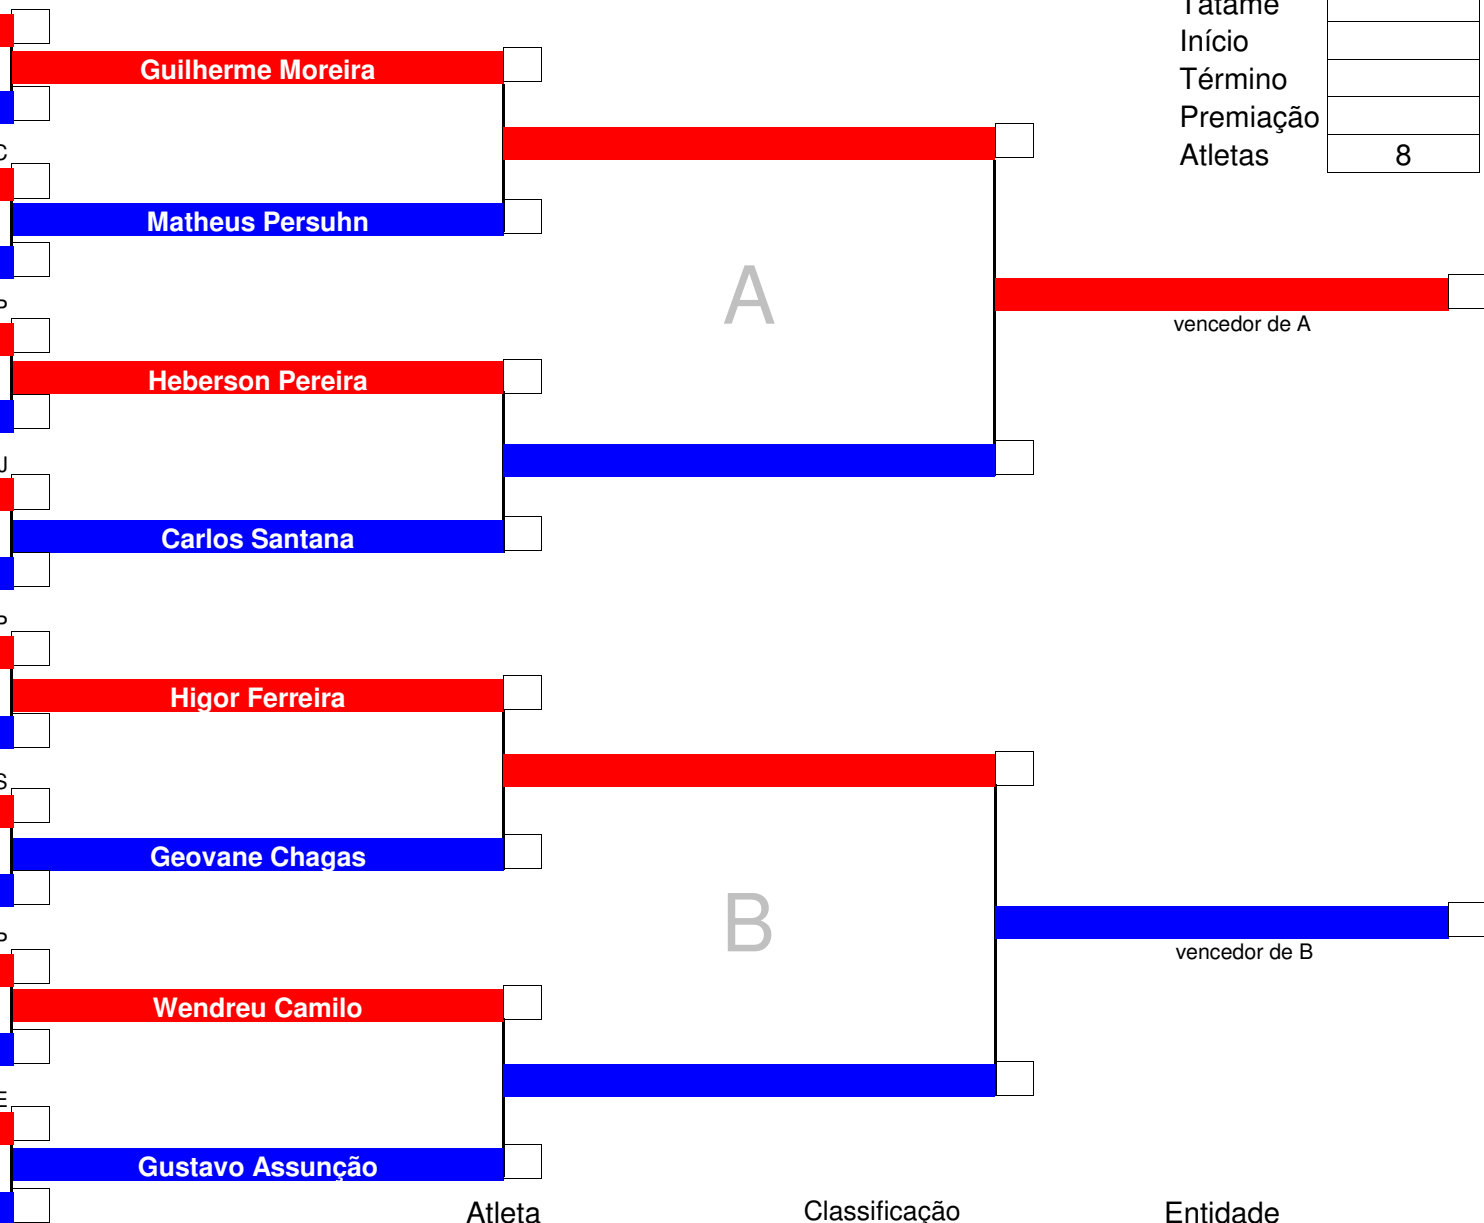 Tatame
Início
Término
Premiação
Atletas 8
Guilherme Moreira
Matheus Persuhn
A
vencedor de A
Heberson Pereira
Carlos Santana
Higor Ferreira
Geovane Chagas
B
vencedor de B
Wendreu Camilo
Gustavo Assunção
Atleta Classificação Entidade